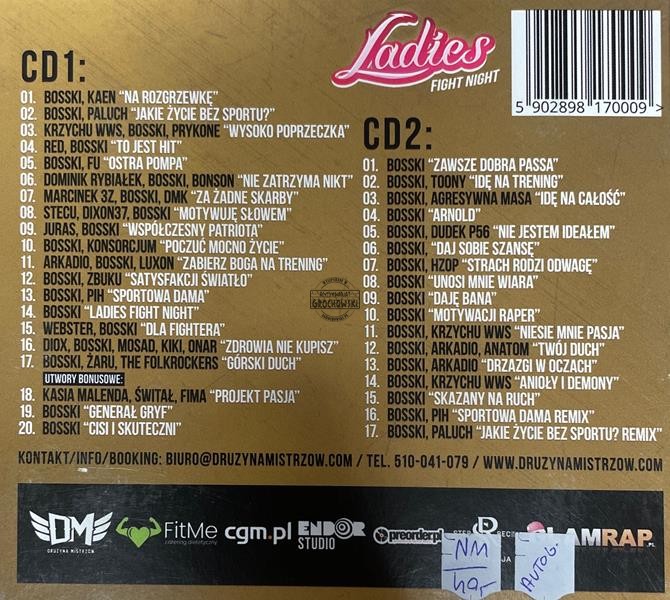 Ladies
FIGHT NIGHT
5 902898 170009 >
CD1:
01. BOSSKI, KAEN "NA ROZGRZEWKĘ"
02. BOSSKI, PALUCH "JAKIE ŻYCIE BEZ SPORTU?"
03. KRZYCHU WWS, BOSSKI, PRYKONE "WYSOKO POPRZECZKA"
04. RED, BOSSKI "TO JEST HIT"
05. BOSSKI, FU "OSTRA POMPA"
06. DOMINIK RYBIAŁEK, BOSSKI, BONSON "NIE ZATRZYMA NIKT"
07. MARCINEK 3Z, BOSSKI, DMK "ZA ŻADNE SKARBY"
08. STECU, DIXON37, BOSSKI "MOTYWUJĘ SŁOWEM"
09. JURAS, BOSSKI "WSPÓŁCZESNY PATRIOTA"
10. BOSSKI, KONSORCJUM "POCZUĆ MOCNO ŻYCIE"
11. ARKADIO, BOSSKI, LUXON "ZABIERZ BOGA NA TRENING"
12. BOSSKI, ZBUKU "SATYSFAKCJI ŚWIATŁO"
13. BOSSKI, PIH "SPORTOWA DAMA"
14. BOSSKI "LADIES FIGHT NIGHT"
15. WEBSTER, BOSSKI "DLA FIGHTERA"
16. DIOX, BOSSKI, MOSAD, KIKI, ONAR "ZDROWIA NIE KUPISZ"
17. BOSSKI, ŻARU, THE FOLKROCKERS "GÓRSKI DUCH"
UTWORY BONUSOWE:
18. KASIA MALENDA, ŚWITAŁ, FIMA "PROJEKT PASJA"
19. BOSSKI "GENERAŁ GRYF"
20. BOSSKI "CISI I SKUTECZNI"
CD2:
01. BOSSKI "ZAWSZE DOBRA PASSA"
02. BOSSKI, TOONY "IDĘ NA TRENING"
03. BOSSKI, AGRESYWNA MASA "IDĘ NA CAŁOŚĆ"
04. BOSSKI "ARNOLD"
05. BOSSKI, DUDEK P56 "NIE JESTEM IDEAŁEM"
06. BOSSKI, "DAJ SOBIE SZANSĘ"
07. BOSSKI, HZOP "STRACH RODZI ODWAGĘ"
08. BOSSKI "UNOSI MNIE WIARA"
09. BOSSKI "DAJĘ BANA"
10. BOSSKI "MOTYWACJI RAPER"
11. BOSSKI, KRZYCHU WWS "NIESIE MNIE PASJA"
12. BOSSKI, ARKADIO, ANATOM "TWÓJ DUCH"
13. BOSSKI, ARKADIO "DRZAZGI W OCZACH"
14. BOSSKI, KRZYCHU WWS "ANIOŁY I DEMONY"
15. BOSSKI "SKAZANY NA RUCH"
16. BOSSKI, PIH "SPORTOWA DAMA REMIX"
17. BOSSKI, PALUCH "JAKIE ŻYCIE BEZ SPORTU? REMIX"
GROCHOWSKI
KONTAKT/INFO/BOOKING: BIURO@DRUZYNAMISTRZOW.COM / TEL. 510-041-079 / WWW.DRUZYNAMISTRZOW.COM
DM
DRUŻYNA MISTRZÓW
FitMe
catering dietetyczny
cgm.pl
ENDOR
STUDIO
preorder.pl
GLAMRAP.PL
NM
40,-
AUTOG.